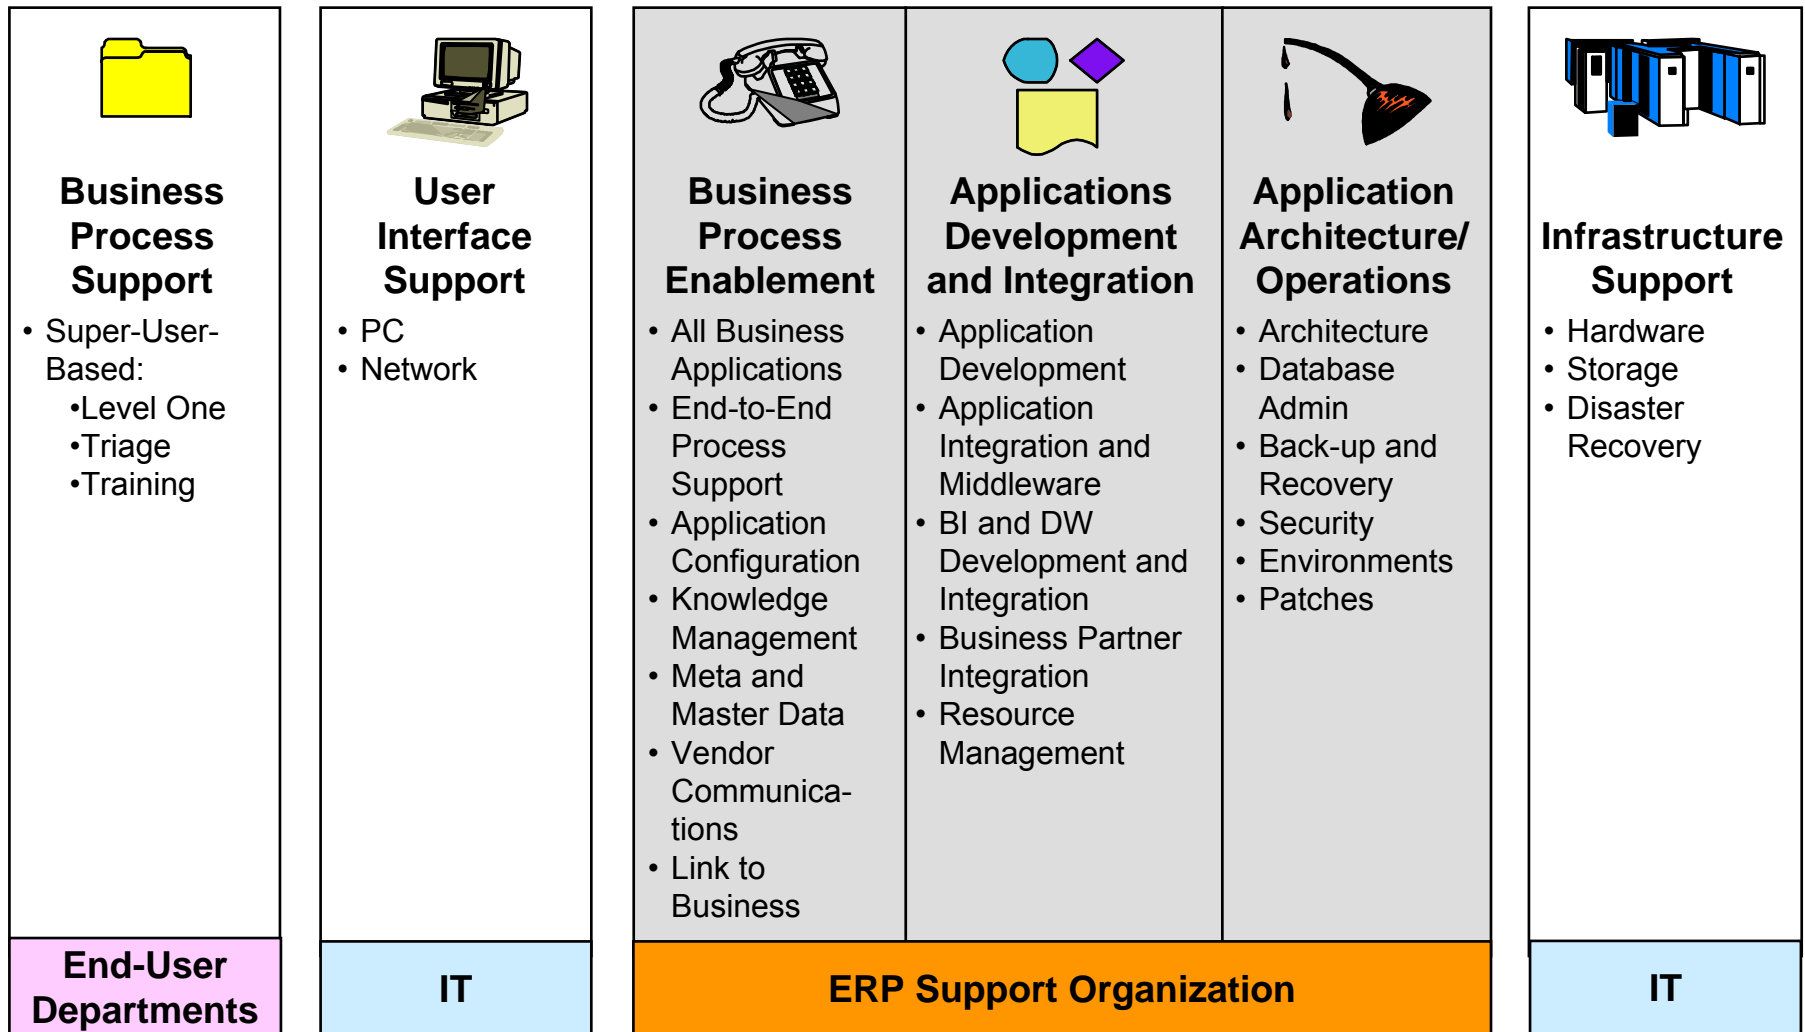 Business
Process
Support
• Super-User-
Based:
•Level One
•Triage
•Training
End-User
Departments
User
Interface
Support
• PC
• Network
IT
Business
Process
Enablement
• All Business
Applications
• End-to-End
Process
Support
• Application
Configuration
• Knowledge
Management
• Meta and
Master Data
• Vendor
Communica-
tions
• Link to
Business
Applications
Development
and Integration
• Application
Development
• Application
Integration and
Middleware
• BI and DW
Development and
Integration
• Business Partner
Integration
• Resource
Management
Application
Architecture/
Operations
• Architecture
• Database
Admin
• Back-up and
Recovery
• Security
• Environments
• Patches
ERP Support Organization
Infrastructure
Support
• Hardware
• Storage
• Disaster
Recovery
IT